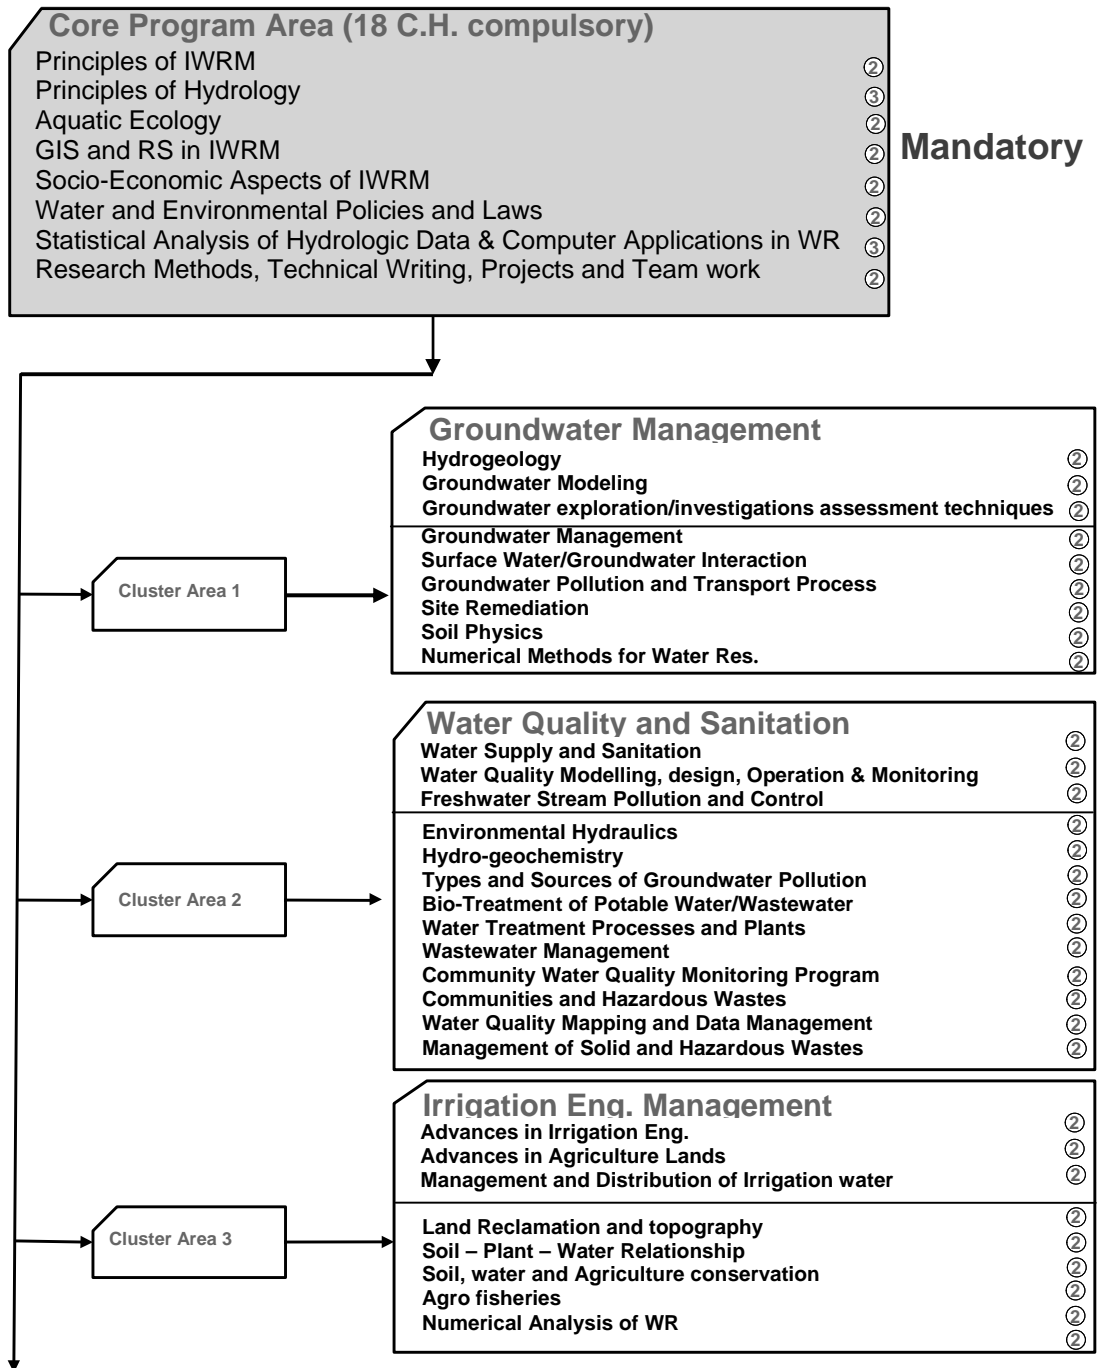 Core Program Area (18 C.H. compulsory)
Principles of IWRM ②
Principles of Hydrology ③
Aquatic Ecology ②
GIS and RS in IWRM ②
Socio-Economic Aspects of IWRM ②
Water and Environmental Policies and Laws ②
Statistical Analysis of Hydrologic Data & Computer Applications in WR ③
Research Methods, Technical Writing, Projects and Team work ②
Mandatory
Cluster Area 1
Groundwater Management
Hydrogeology ②
Groundwater Modeling ②
Groundwater exploration/investigations assessment techniques ②
Groundwater Management ②
Surface Water/Groundwater Interaction ②
Groundwater Pollution and Transport Process ②
Site Remediation ②
Soil Physics ②
Numerical Methods for Water Res. ②
Cluster Area 2
Water Quality and Sanitation
Water Supply and Sanitation ②
Water Quality Modelling, design, Operation & Monitoring ②
Freshwater Stream Pollution and Control ②
Environmental Hydraulics ②
Hydro-geochemistry ②
Types and Sources of Groundwater Pollution ②
Bio-Treatment of Potable Water/Wastewater ②
Water Treatment Processes and Plants ②
Wastewater Management ②
Community Water Quality Monitoring Program ②
Communities and Hazardous Wastes ②
Water Quality Mapping and Data Management ②
Management of Solid and Hazardous Wastes ②
Cluster Area 3
Irrigation Eng. Management
Advances in Irrigation Eng. ②
Advances in Agriculture Lands ②
Management and Distribution of Irrigation water ②
Land Reclamation and topography ②
Soil – Plant – Water Relationship ②
Soil, water and Agriculture conservation ②
Agro fisheries ②
Numerical Analysis of WR ②
②